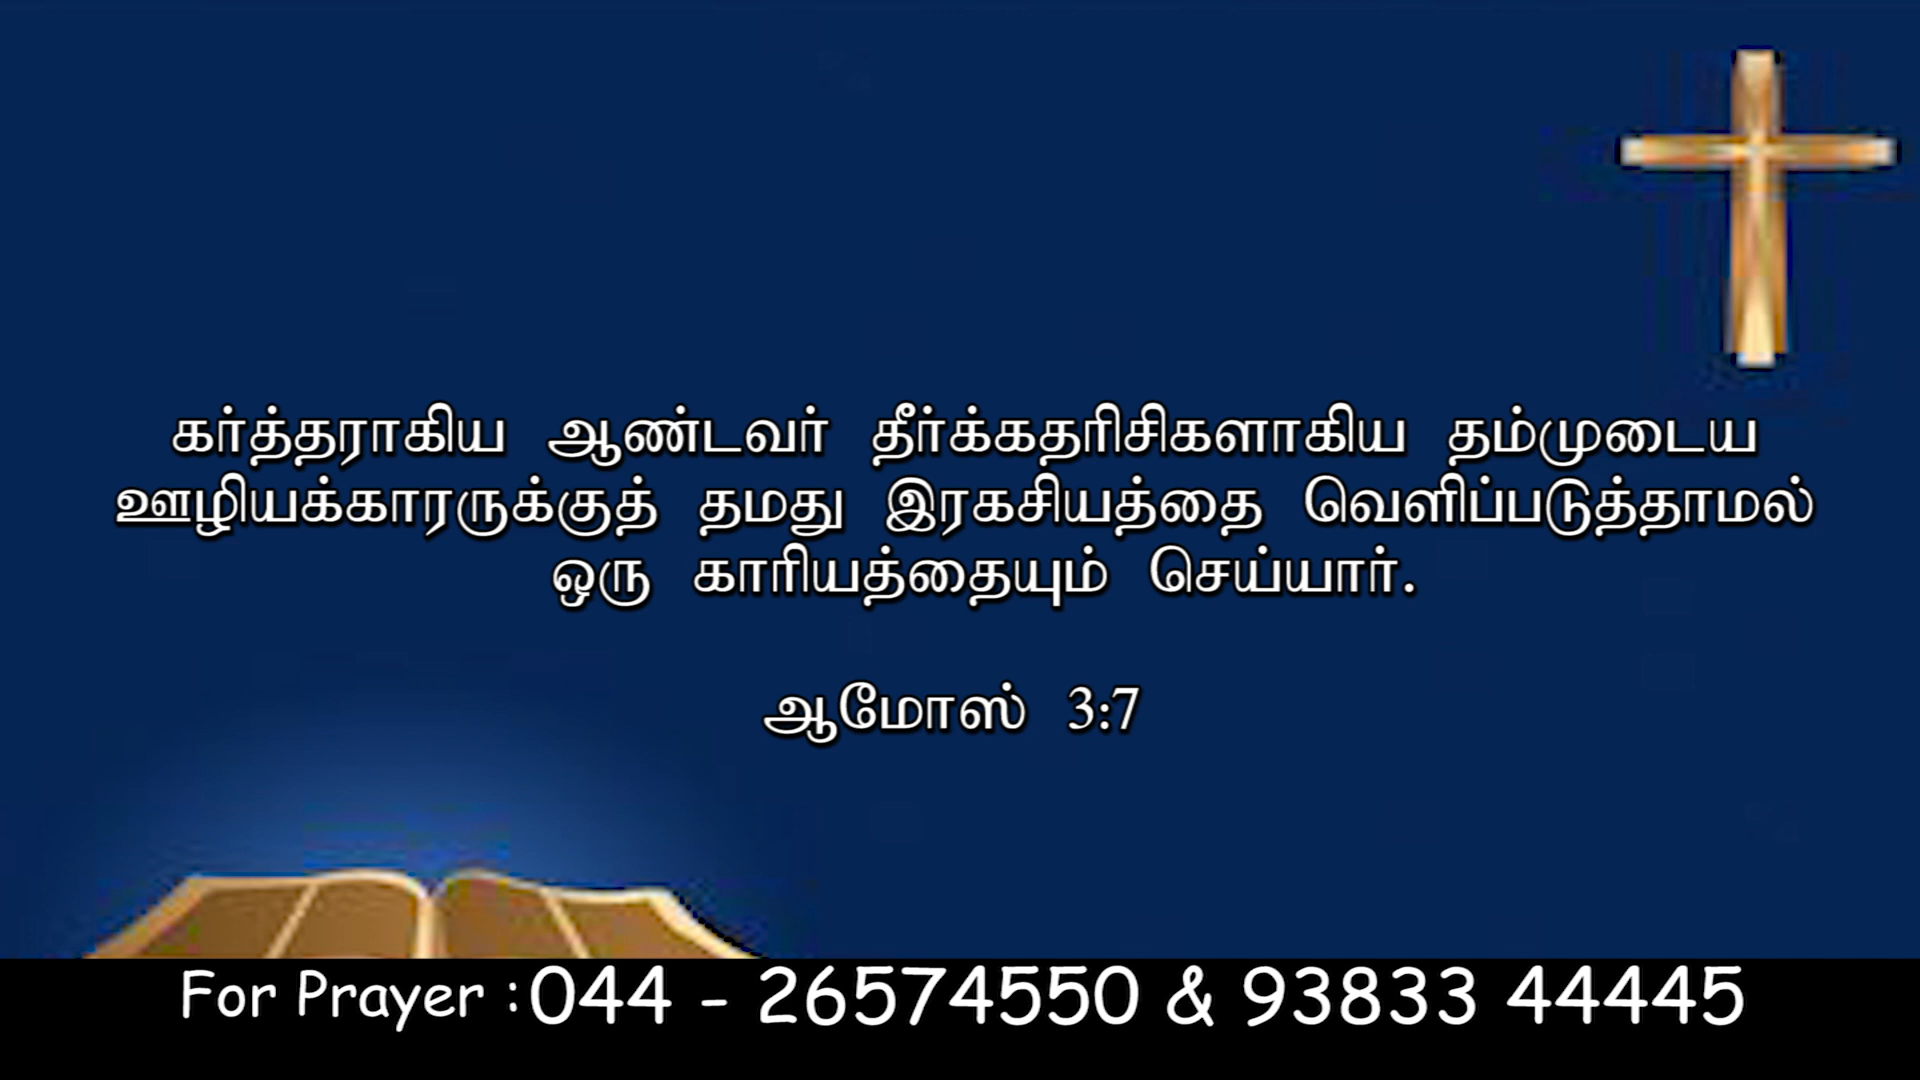 கர்த்தராகிய ஆண்டவர் தீர்க்கதரிசிகளாகிய தம்முடைய
ஊழியக்காரருக்குத் தமது இரகசியத்தை வெளிப்படுத்தாமல்
ஒரு காரியத்தையும் செய்யார்.
ஆமோஸ் 3:7
For Prayer : 044 - 26574550 & 93833 44445